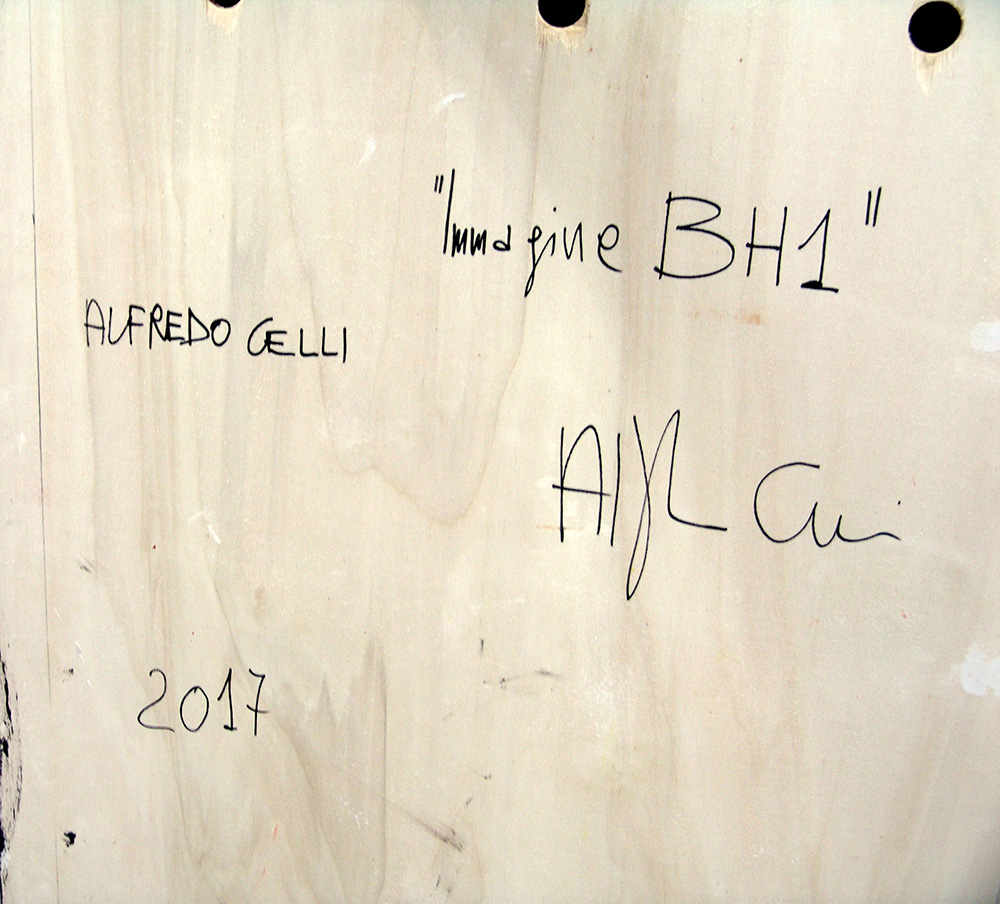 "Immagine BH1"
ALFREDO CELLI
2017